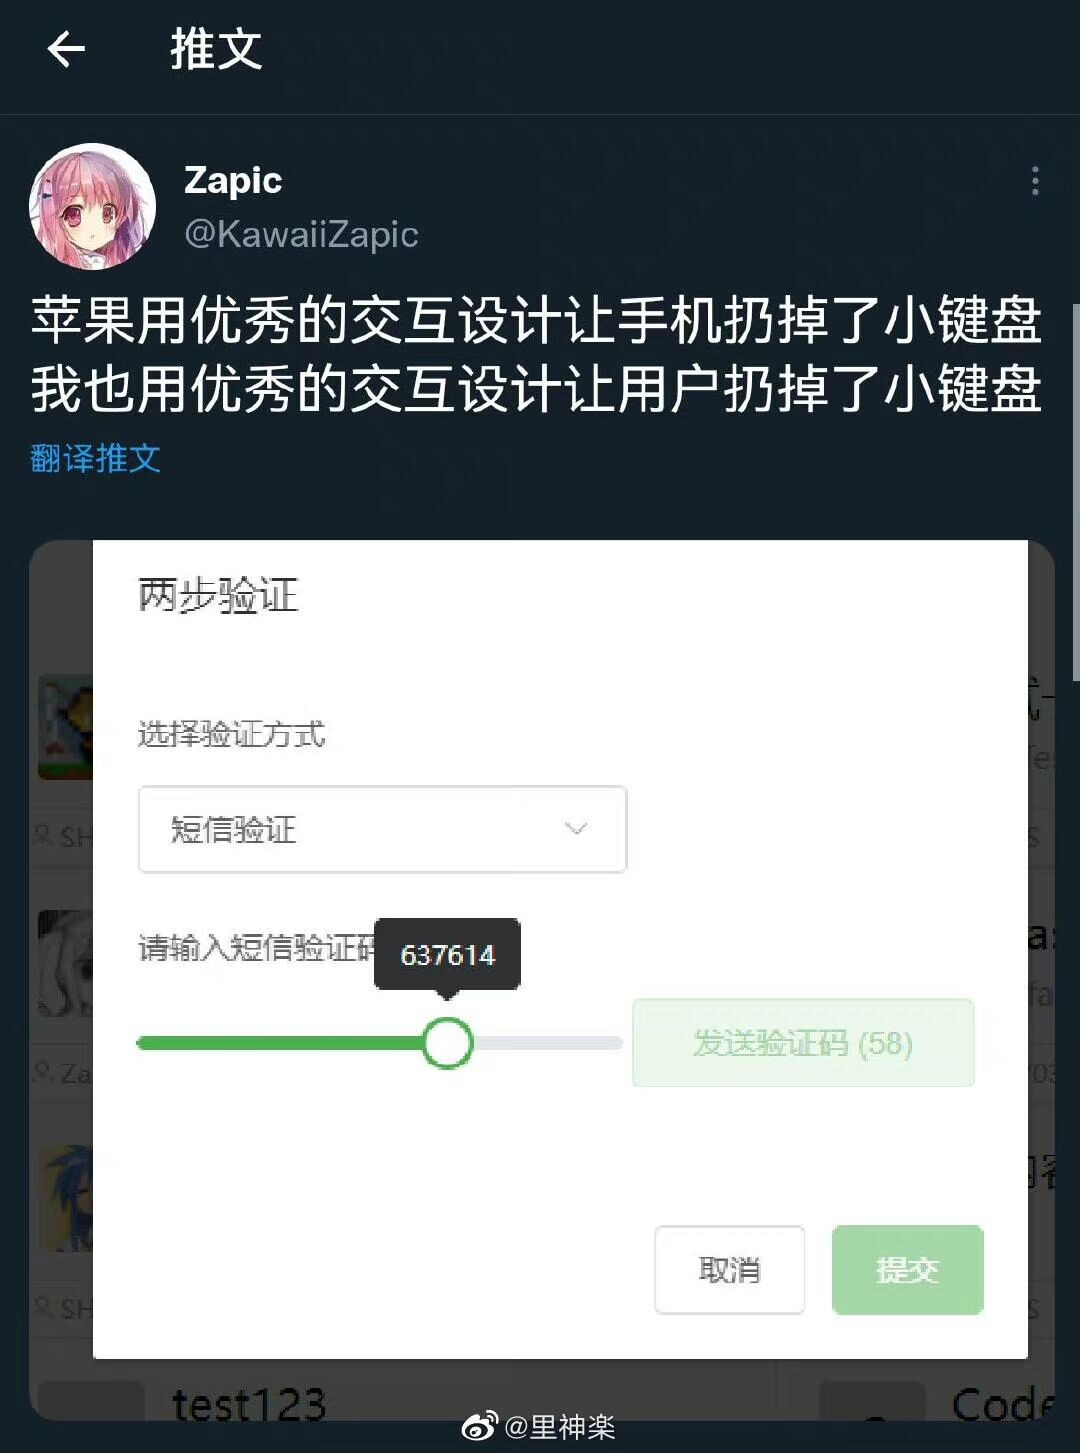 推文
Zapic
@KawaiiZapic
苹果用优秀的交互设计让手机扔掉了小键盘
我也用优秀的交互设计让用户扔掉了小键盘
翻译推文
两步验证
选择验证方式
短信验证
SH
请输入短信验证码
637614
发送验证码 (58)
Za
取消
提交
SH
test123
Code
@里神楽